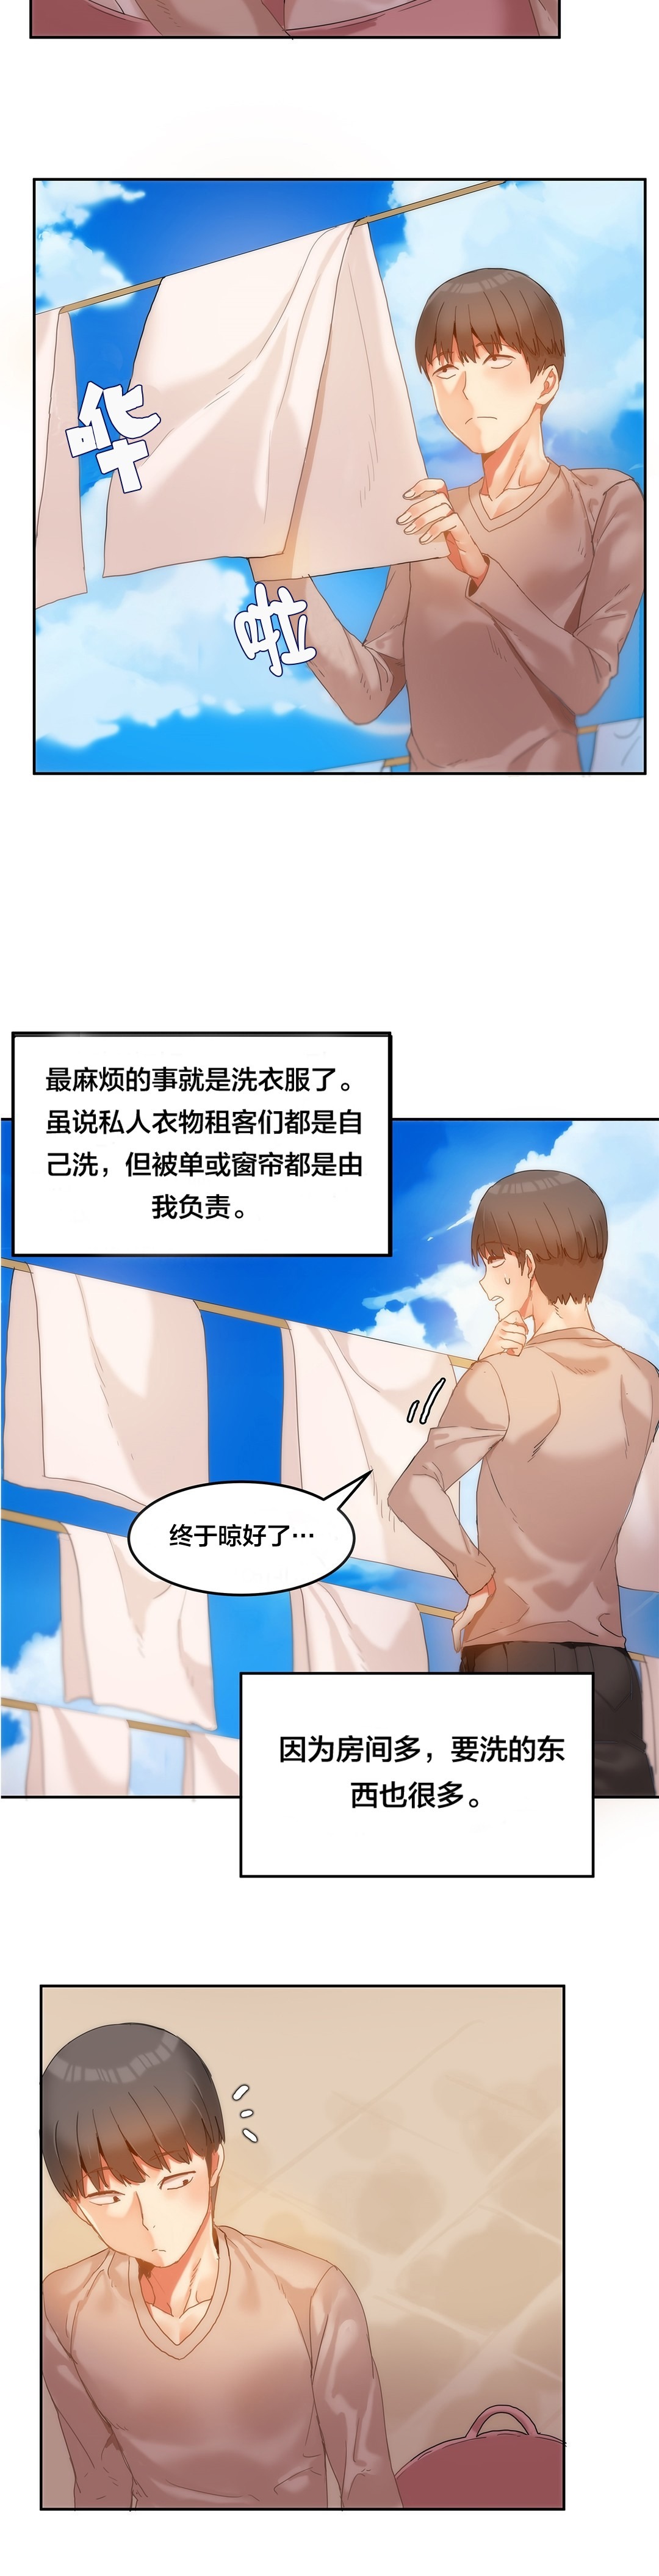 哗
啦
最麻烦的事就是洗衣服了。
虽说私人衣物租客们都是自
己洗，但被单或窗帘都是由
我负责。
终于晾好了…
因为房间多，要洗的东
西也很多。